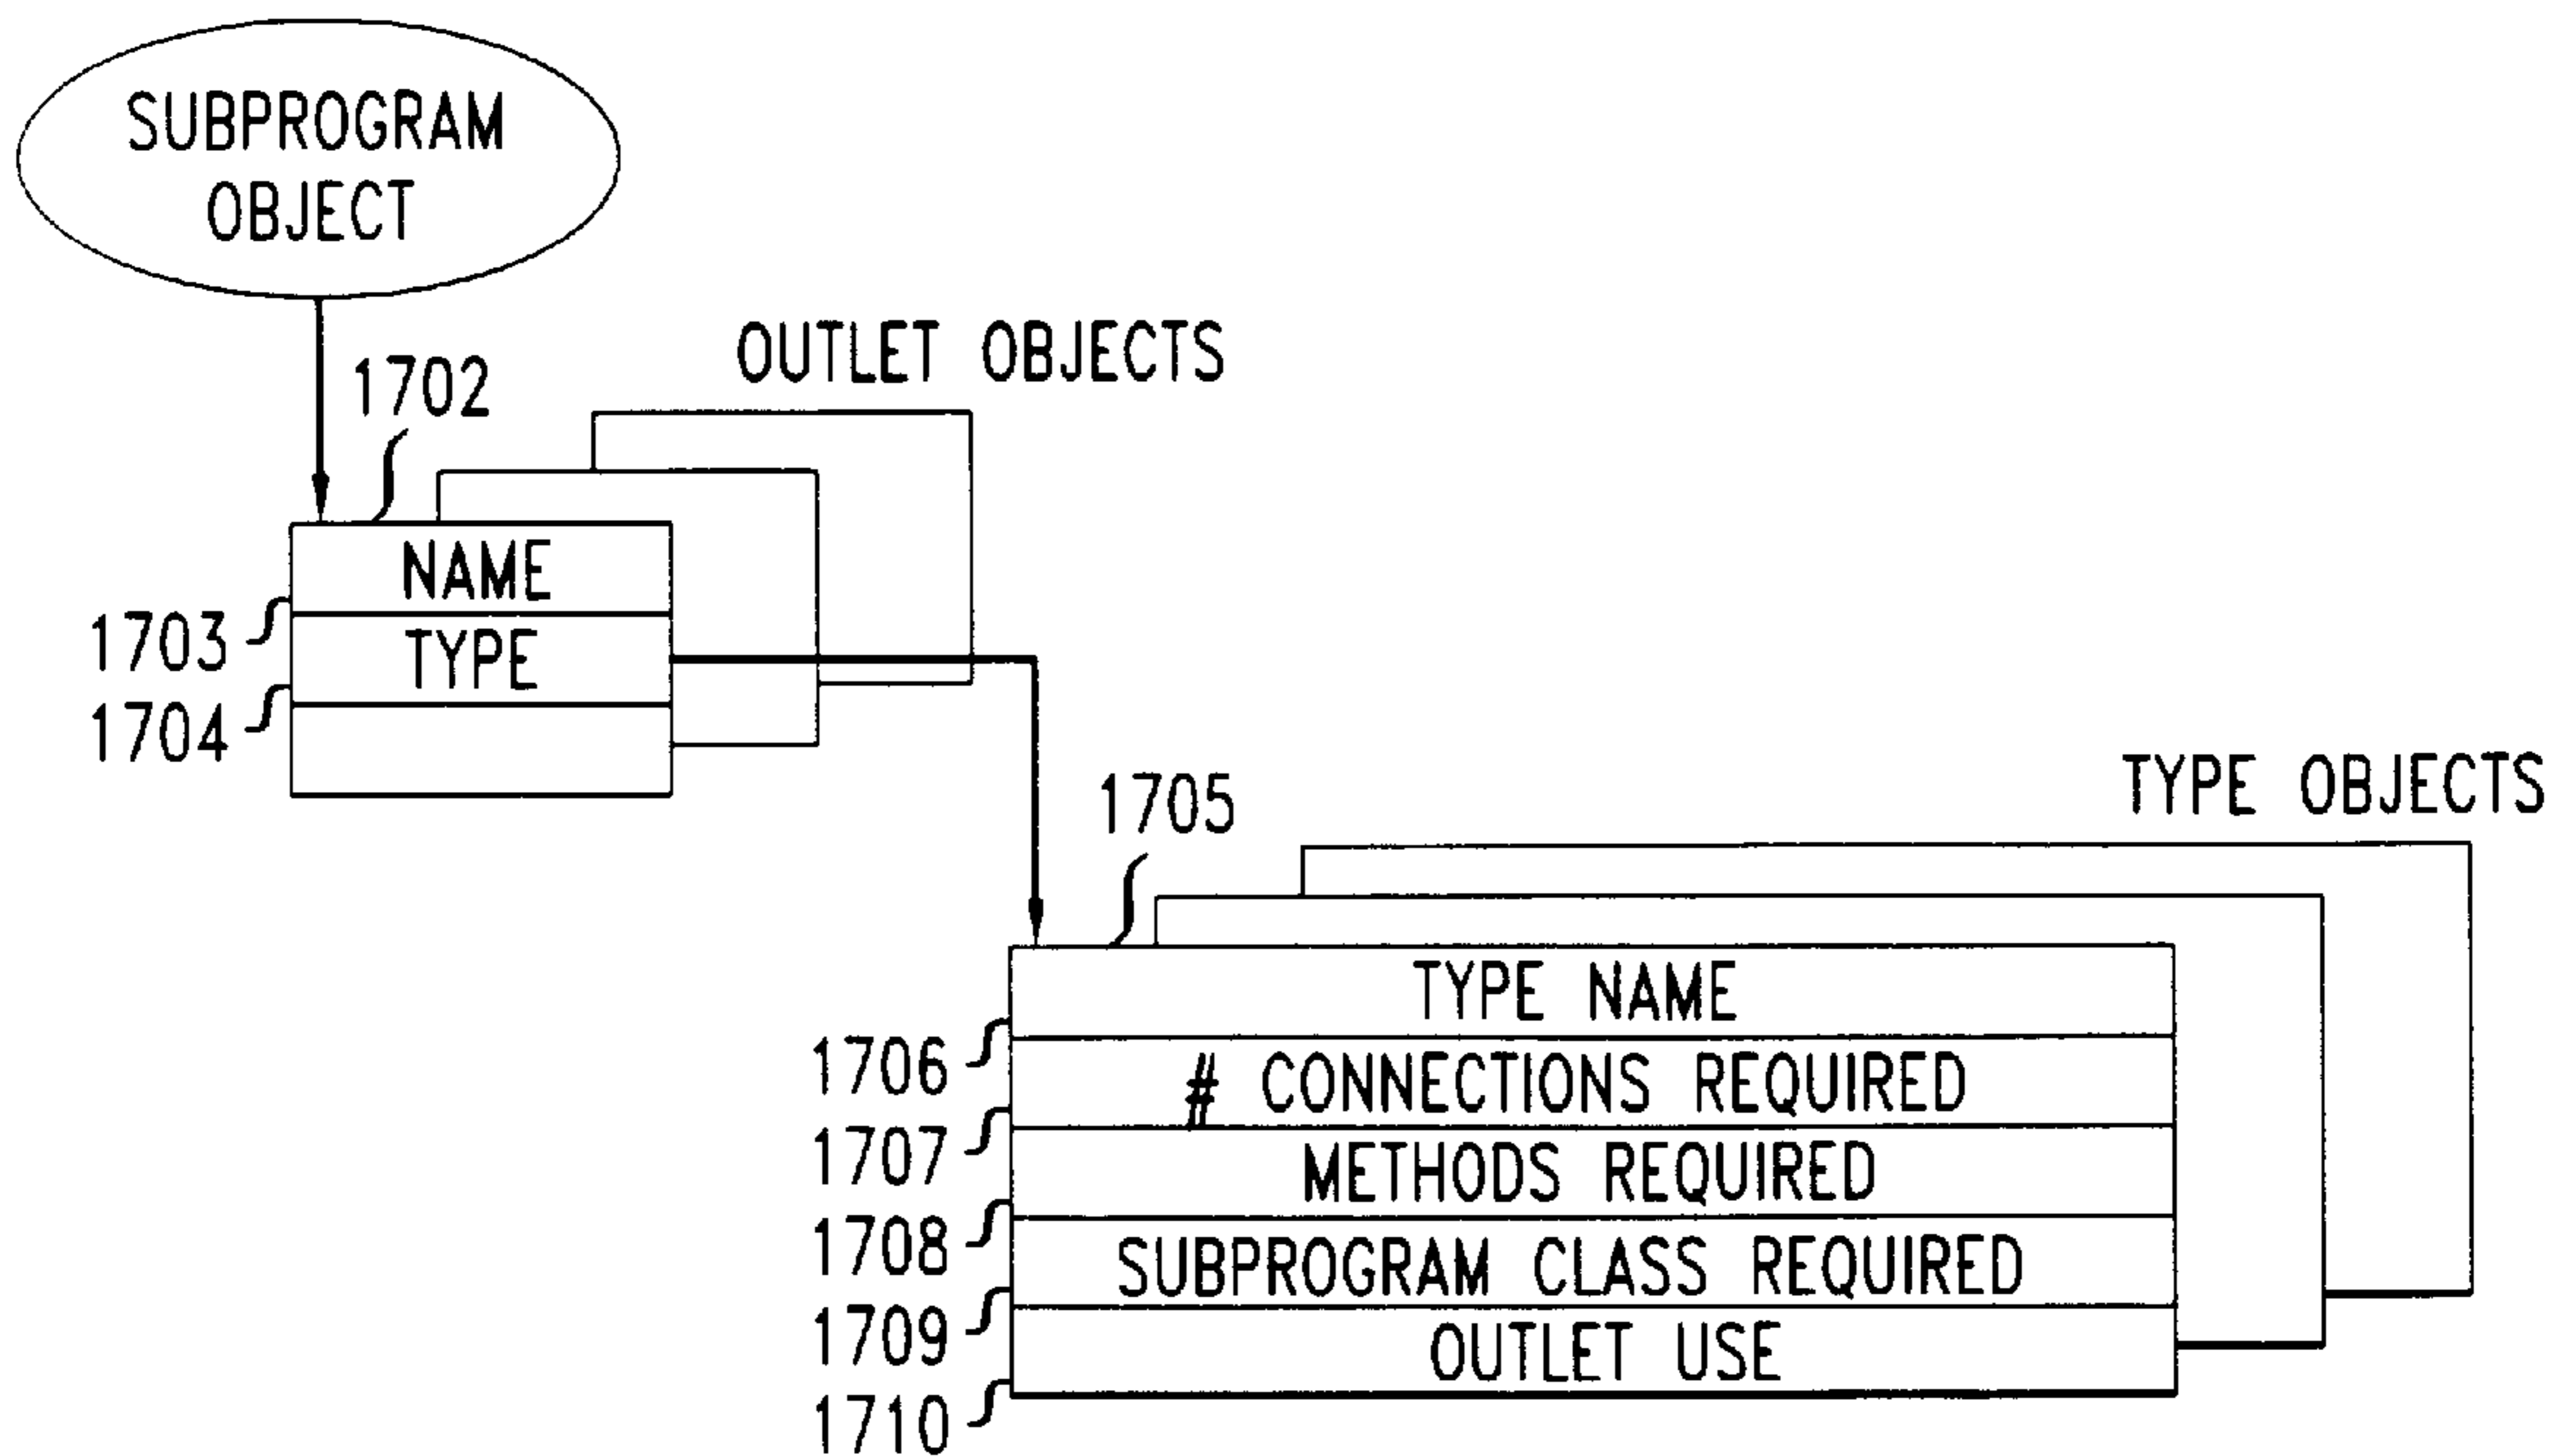 SUBPROGRAM
OBJECT
OUTLET OBJECTS
1702
NAME
1703
TYPE
1704
TYPE OBJECTS
1705
TYPE NAME
1706
# CONNECTIONS REQUIRED
1707
METHODS REQUIRED
1708
SUBPROGRAM CLASS REQUIRED
1709
OUTLET USE
1710